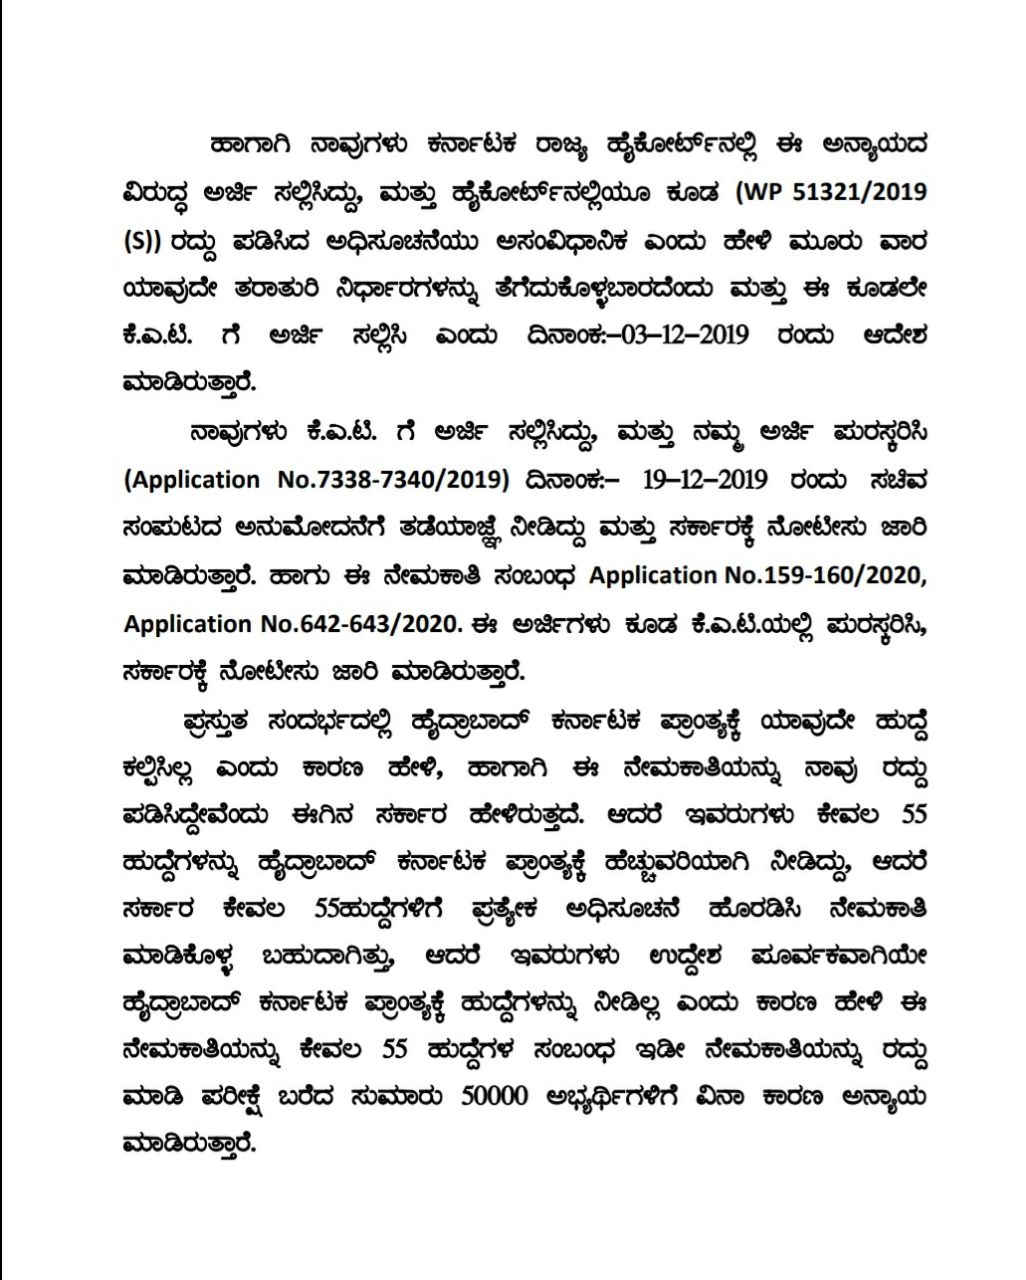 ಹಾಗಾಗಿ ನಾವುಗಳು ಕರ್ನಾಟಕ ರಾಜ್ಯ ಹೈಕೋರ್ಟ್‌ನಲ್ಲಿ ಈ ಅನ್ಯಾಯದ
ವಿರುದ್ಧ ಅರ್ಜಿ ಸಲ್ಲಿಸಿದ್ದು, ಮತ್ತು ಹೈಕೋರ್ಟ್‌ನಲ್ಲಿಯೂ ಕೂಡ (WP 51321/2019
(S)) ರದ್ದು ಪಡಿಸಿದ ಅಧಿಸೂಚನೆಯು ಅಸಂವಿಧಾನಿಕ ಎಂದು ಹೇಳಿ ಮೂರು ವಾರ
ಯಾವುದೇ ತರಾತುರಿ ನಿರ್ಧಾರಗಳನ್ನು ತೆಗೆದುಕೊಳ್ಳಬಾರದೆಂದು ಮತ್ತು ಈ ಕೂಡಲೇ
ಕೆ.ಎ.ಟಿ. ಗೆ ಅರ್ಜಿ ಸಲ್ಲಿಸಿ ಎಂದು ದಿನಾಂಕ:–03–12–2019 ರಂದು ಆದೇಶ
ಮಾಡಿರುತ್ತಾರೆ.
ನಾವುಗಳು ಕೆ.ಎ.ಟಿ. ಗೆ ಅರ್ಜಿ ಸಲ್ಲಿಸಿದ್ದು, ಮತ್ತು ನಮ್ಮ ಅರ್ಜಿ ಪುರಸ್ಕರಿಸಿ
(Application No.7338-7340/2019) ದಿನಾಂಕ:– 19–12–2019 ರಂದು ಸಚಿವ
ಸಂಪುಟದ ಅನುಮೋದನೆಗೆ ತಡೆಯಾಜ್ಞೆ ನೀಡಿದ್ದು ಮತ್ತು ಸರ್ಕಾರಕ್ಕೆ ನೋಟೀಸು ಜಾರಿ
ಮಾಡಿರುತ್ತಾರೆ. ಹಾಗು ಈ ನೇಮಕಾತಿ ಸಂಬಂಧ Application No.159-160/2020,
Application No.642-643/2020. ಈ ಅರ್ಜಿಗಳು ಕೂಡ ಕೆ.ಎ.ಟಿ.ಯಲ್ಲಿ ಪುರಸ್ಕರಿಸಿ,
ಸರ್ಕಾರಕ್ಕೆ ನೋಟೀಸು ಜಾರಿ ಮಾಡಿರುತ್ತಾರೆ.
ಪ್ರಸ್ತುತ ಸಂದರ್ಭದಲ್ಲಿ ಹೈದ್ರಾಬಾದ್ ಕರ್ನಾಟಕ ಪ್ರಾಂತ್ಯಕ್ಕೆ ಯಾವುದೇ ಹುದ್ದೆ
ಕಲ್ಪಿಸಿಲ್ಲ ಎಂದು ಕಾರಣ ಹೇಳಿ, ಹಾಗಾಗಿ ಈ ನೇಮಕಾತಿಯನ್ನು ನಾವು ರದ್ದು
ಪಡಿಸಿದ್ದೇವೆಂದು ಈಗಿನ ಸರ್ಕಾರ ಹೇಳಿರುತ್ತದೆ. ಆದರೆ ಇವರುಗಳು ಕೇವಲ 55
ಹುದ್ದೆಗಳನ್ನು ಹೈದ್ರಾಬಾದ್ ಕರ್ನಾಟಕ ಪ್ರಾಂತ್ಯಕ್ಕೆ ಹೆಚ್ಚುವರಿಯಾಗಿ ನೀಡಿದ್ದು, ಆದರೆ
ಸರ್ಕಾರ ಕೇವಲ 55ಹುದ್ದೆಗಳಿಗೆ ಪ್ರತ್ಯೇಕ ಅಧಿಸೂಚನೆ ಹೊರಡಿಸಿ ನೇಮಕಾತಿ
ಮಾಡಿಕೊಳ್ಳ ಬಹುದಾಗಿತ್ತು, ಆದರೆ ಇವರುಗಳು ಉದ್ದೇಶ ಪೂರ್ವಕವಾಗಿಯೇ
ಹೈದ್ರಾಬಾದ್ ಕರ್ನಾಟಕ ಪ್ರಾಂತ್ಯಕ್ಕೆ ಹುದ್ದೆಗಳನ್ನು ನೀಡಿಲ್ಲ ಎಂದು ಕಾರಣ ಹೇಳಿ ಈ
ನೇಮಕಾತಿಯನ್ನು ಕೇವಲ 55 ಹುದ್ದೆಗಳ ಸಂಬಂಧ ಇಡೀ ನೇಮಕಾತಿಯನ್ನು ರದ್ದು
ಮಾಡಿ ಪರೀಕ್ಷೆ ಬರೆದ ಸುಮಾರು 50000 ಅಭ್ಯರ್ಥಿಗಳಿಗೆ ವಿನಾ ಕಾರಣ ಅನ್ಯಾಯ
ಮಾಡಿರುತ್ತಾರೆ.